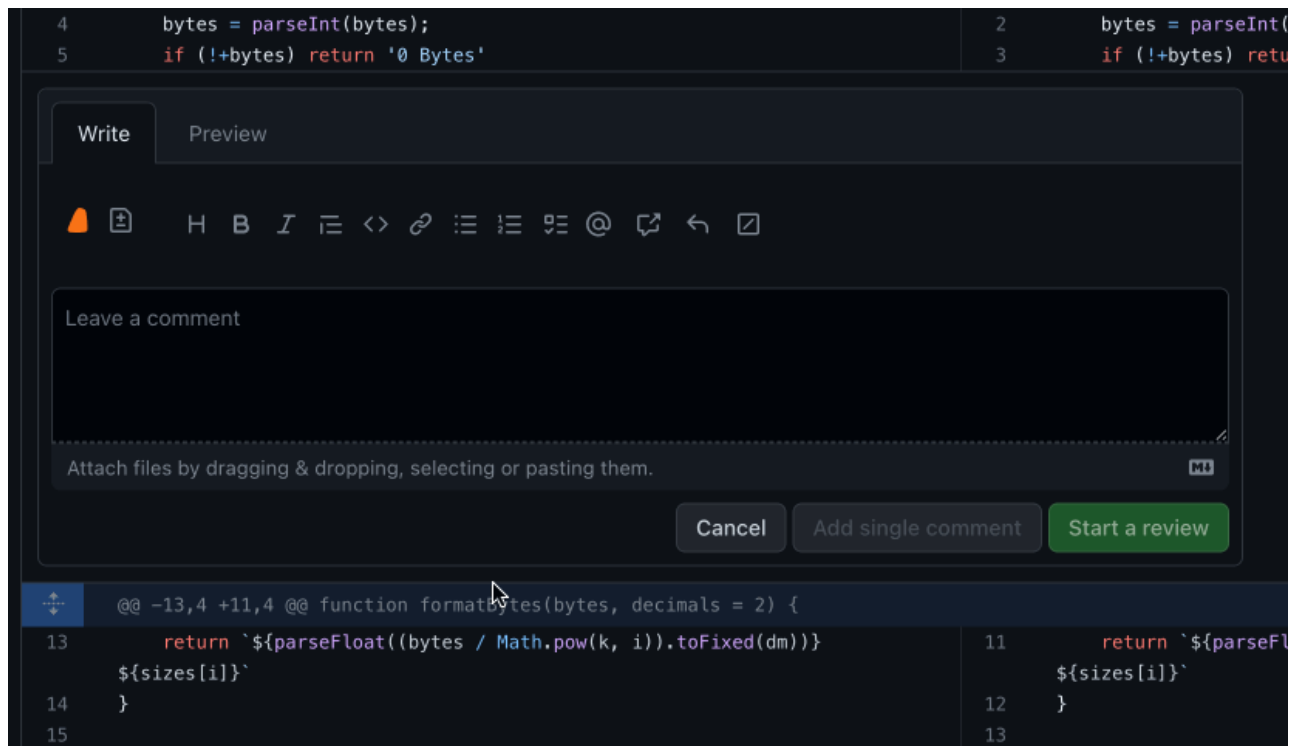 4 bytes = parseInt(bytes); 2 bytes = parseInt(
5 if (!+bytes) return '0 Bytes' 3 if (!+bytes) retu
Write Preview
Leave a comment
Attach files by dragging & dropping, selecting or pasting them.
Cancel Add single comment Start a review
@@ -13,4 +11,4 @@ function formatBytes(bytes, decimals = 2) {
13 return `${parseFloat((bytes / Math.pow(k, i)).toFixed(dm))} 11 return `${parseFl
${sizes[i]}` ${sizes[i]}`
14 } 12 }
15 13